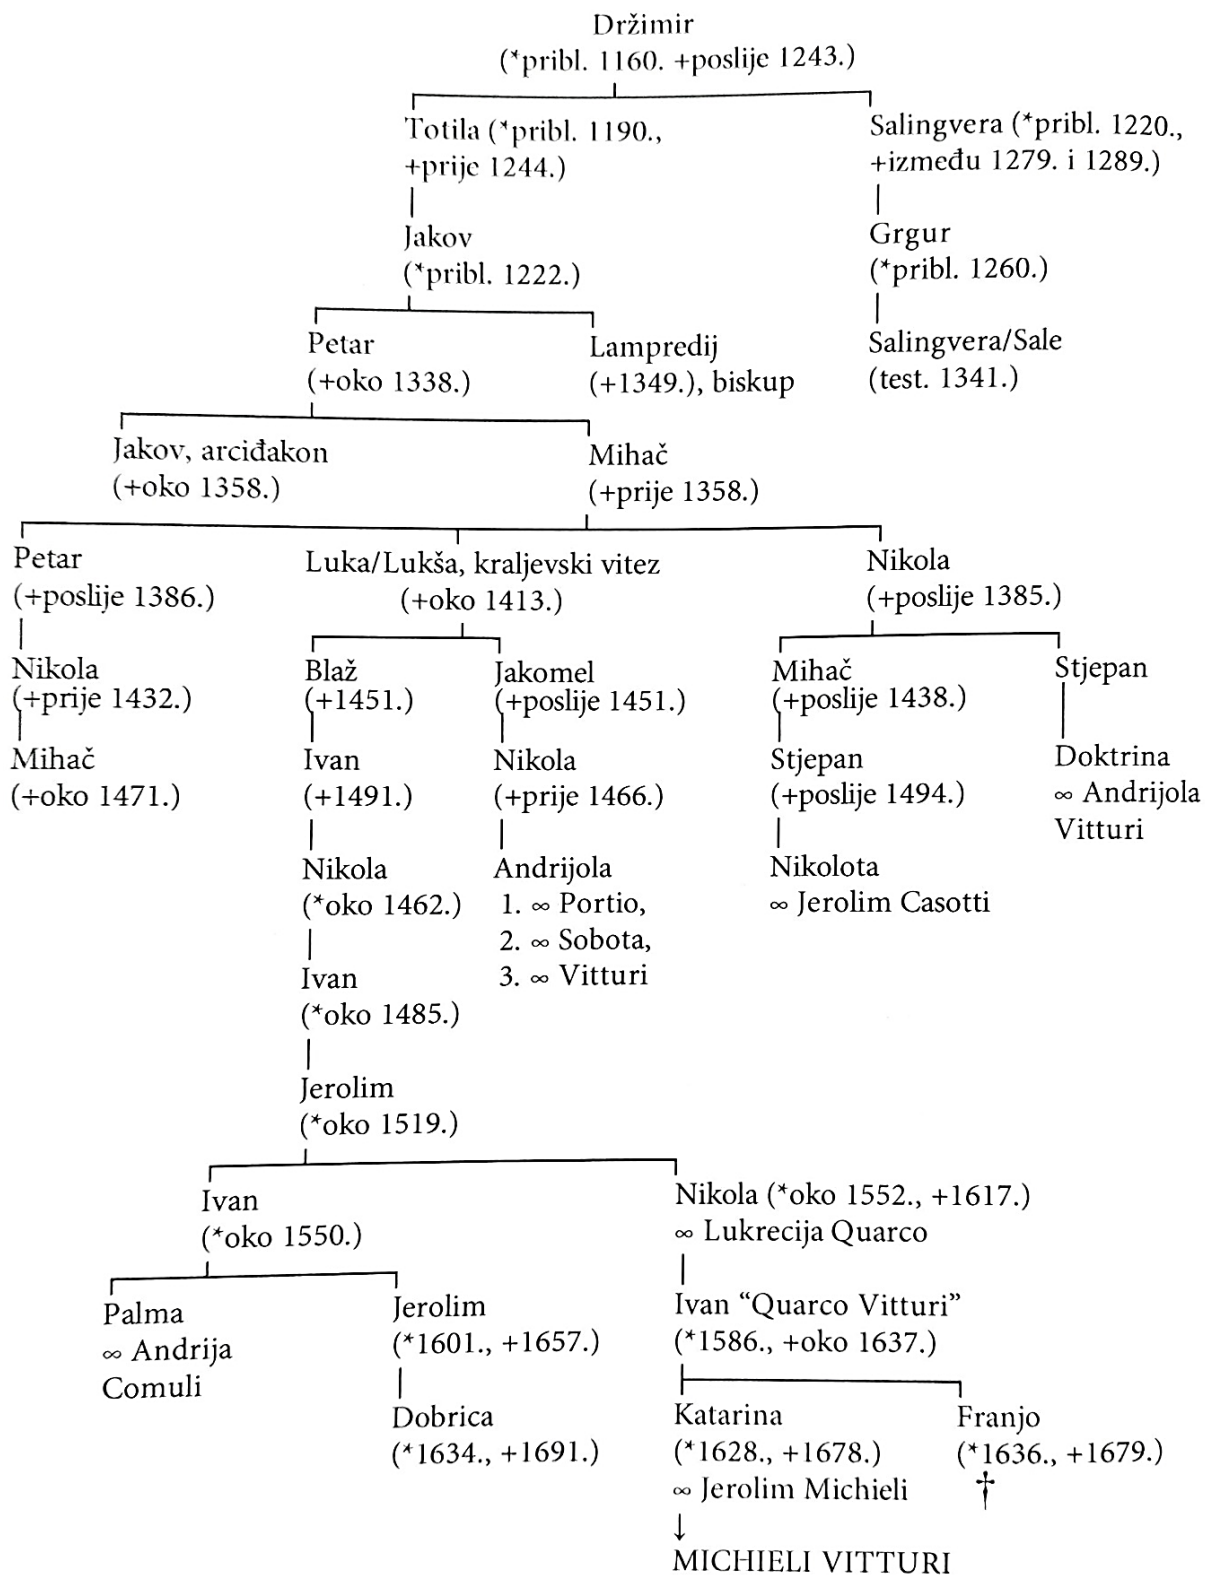 Držimir
(*pribl. 1160. +poslije 1243.)
Totila (*pribl. 1190.,
+prije 1244.)
Salingvera (*pribl. 1220.,
+između 1279. i 1289.)
Jakov
(*pribl. 1222.)
Grgur
(*pribl. 1260.)
Petar
(+oko 1338.)
Lampredij
(+1349.), biskup
Salingvera/Sale
(test. 1341.)
Jakov, arciđakon
(+oko 1358.)
Mihač
(+prije 1358.)
Petar
(+poslije 1386.)
Luka/Lukša, kraljevski vitez
(+oko 1413.)
Nikola
(+poslije 1385.)
Nikola
(+prije 1432.)
Blaž
(+1451.)
Jakomel
(+poslije 1451.)
Mihač
(+poslije 1438.)
Stjepan
Mihač
(+oko 1471.)
Ivan
(+1491.)
Nikola
(+prije 1466.)
Stjepan
(+poslije 1494.)
Doktrina
∞ Andrijola
Vitturi
Nikola
(*oko 1462.)
Andrijola
1. ∞ Portio,
2. ∞ Sobota,
3. ∞ Vitturi
Nikolota
∞ Jerolim Casotti
Ivan
(*oko 1485.)
Jerolim
(*oko 1519.)
Ivan
(*oko 1550.)
Nikola (*oko 1552., +1617.)
∞ Lukrecija Quarco
Palma
∞ Andrija
Comuli
Jerolim
(*1601., +1657.)
Ivan “Quarco Vitturi”
(*1586., +oko 1637.)
Dobrica
(*1634., +1691.)
Katarina
(*1628., +1678.)
∞ Jerolim Michieli
Franjo
(*1636., +1679.)
†
↓
MICHIELI VITTURI